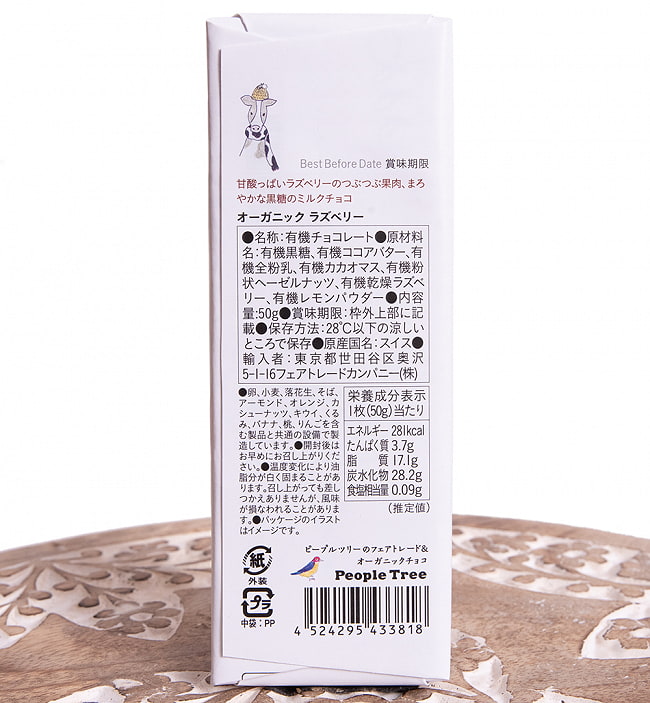 Best Before Date 賞味期限
甘酸っぱいラズベリーのつぶつぶ果肉、まろ
やかな黒糖のミルクチョコ
オーガニック ラズベリー
●名称:有機チョコレート●原材料
名:有機黒糖、有機ココアバター、有
機全粉乳、有機カカオマス、有機粉
状ヘーゼルナッツ、有機乾燥ラズベ
リー、有機レモンパウダー●内容
量:50g●賞味期限:枠外上部に記
載●保存方法:28℃以下の涼しい
ところで保存●原産国名:スイス●
輸入者:東京都世田谷区奥沢
5-1-16フェアトレードカンパニー(株)
●卵、小麦、落花生、そば、
アーモンド、オレンジ、カ
シューナッツ、キウイ、くる
み、バナナ、桃、りんごを含
む製品と共通の設備で製
造しています。●開封後は
お早めにお召し上がりくだ
さい。●温度変化により油
脂分が白く固まることがあ
ります。召し上がっても差し
つかえありませんが、風味
が損なわれることがありま
す。●パッケージのイラスト
はイメージです。
栄養成分表示
1枚(50g)当たり
エネルギー 281kcal
たんぱく質 3.7g
脂質 17.1g
炭水化物 28.2g
食塩相当量 0.09g
(推定値)
紙
外装
プラ
中袋:PP
ピープルツリーのフェアトレード&
オーガニックチョコ
People Tree
4 524295 433818